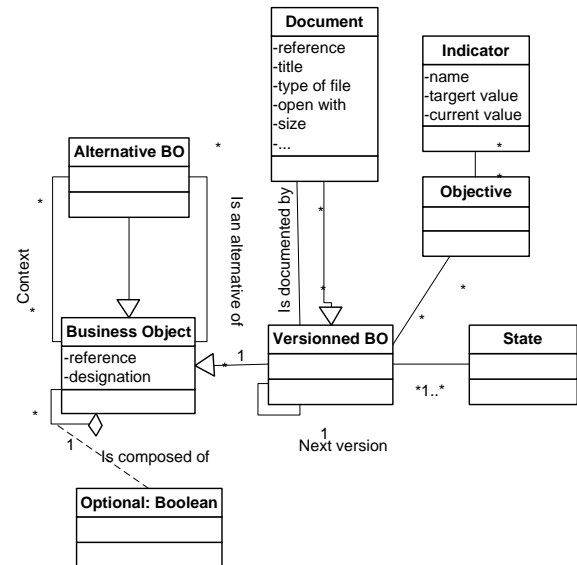 Document
-reference
-title
-type of file
-open with
-size
-...
Indicator
-name
-targert value
-current value
*
*
Objective
Alternative BO
*
*
*
Context
Is an alternative of
Is documented by
*
*
*
*
Business Object
-reference
-designation
1
*
Versionned BO
State
*1..*
1
Next version
*
1
Is composed of
Optional: Boolean